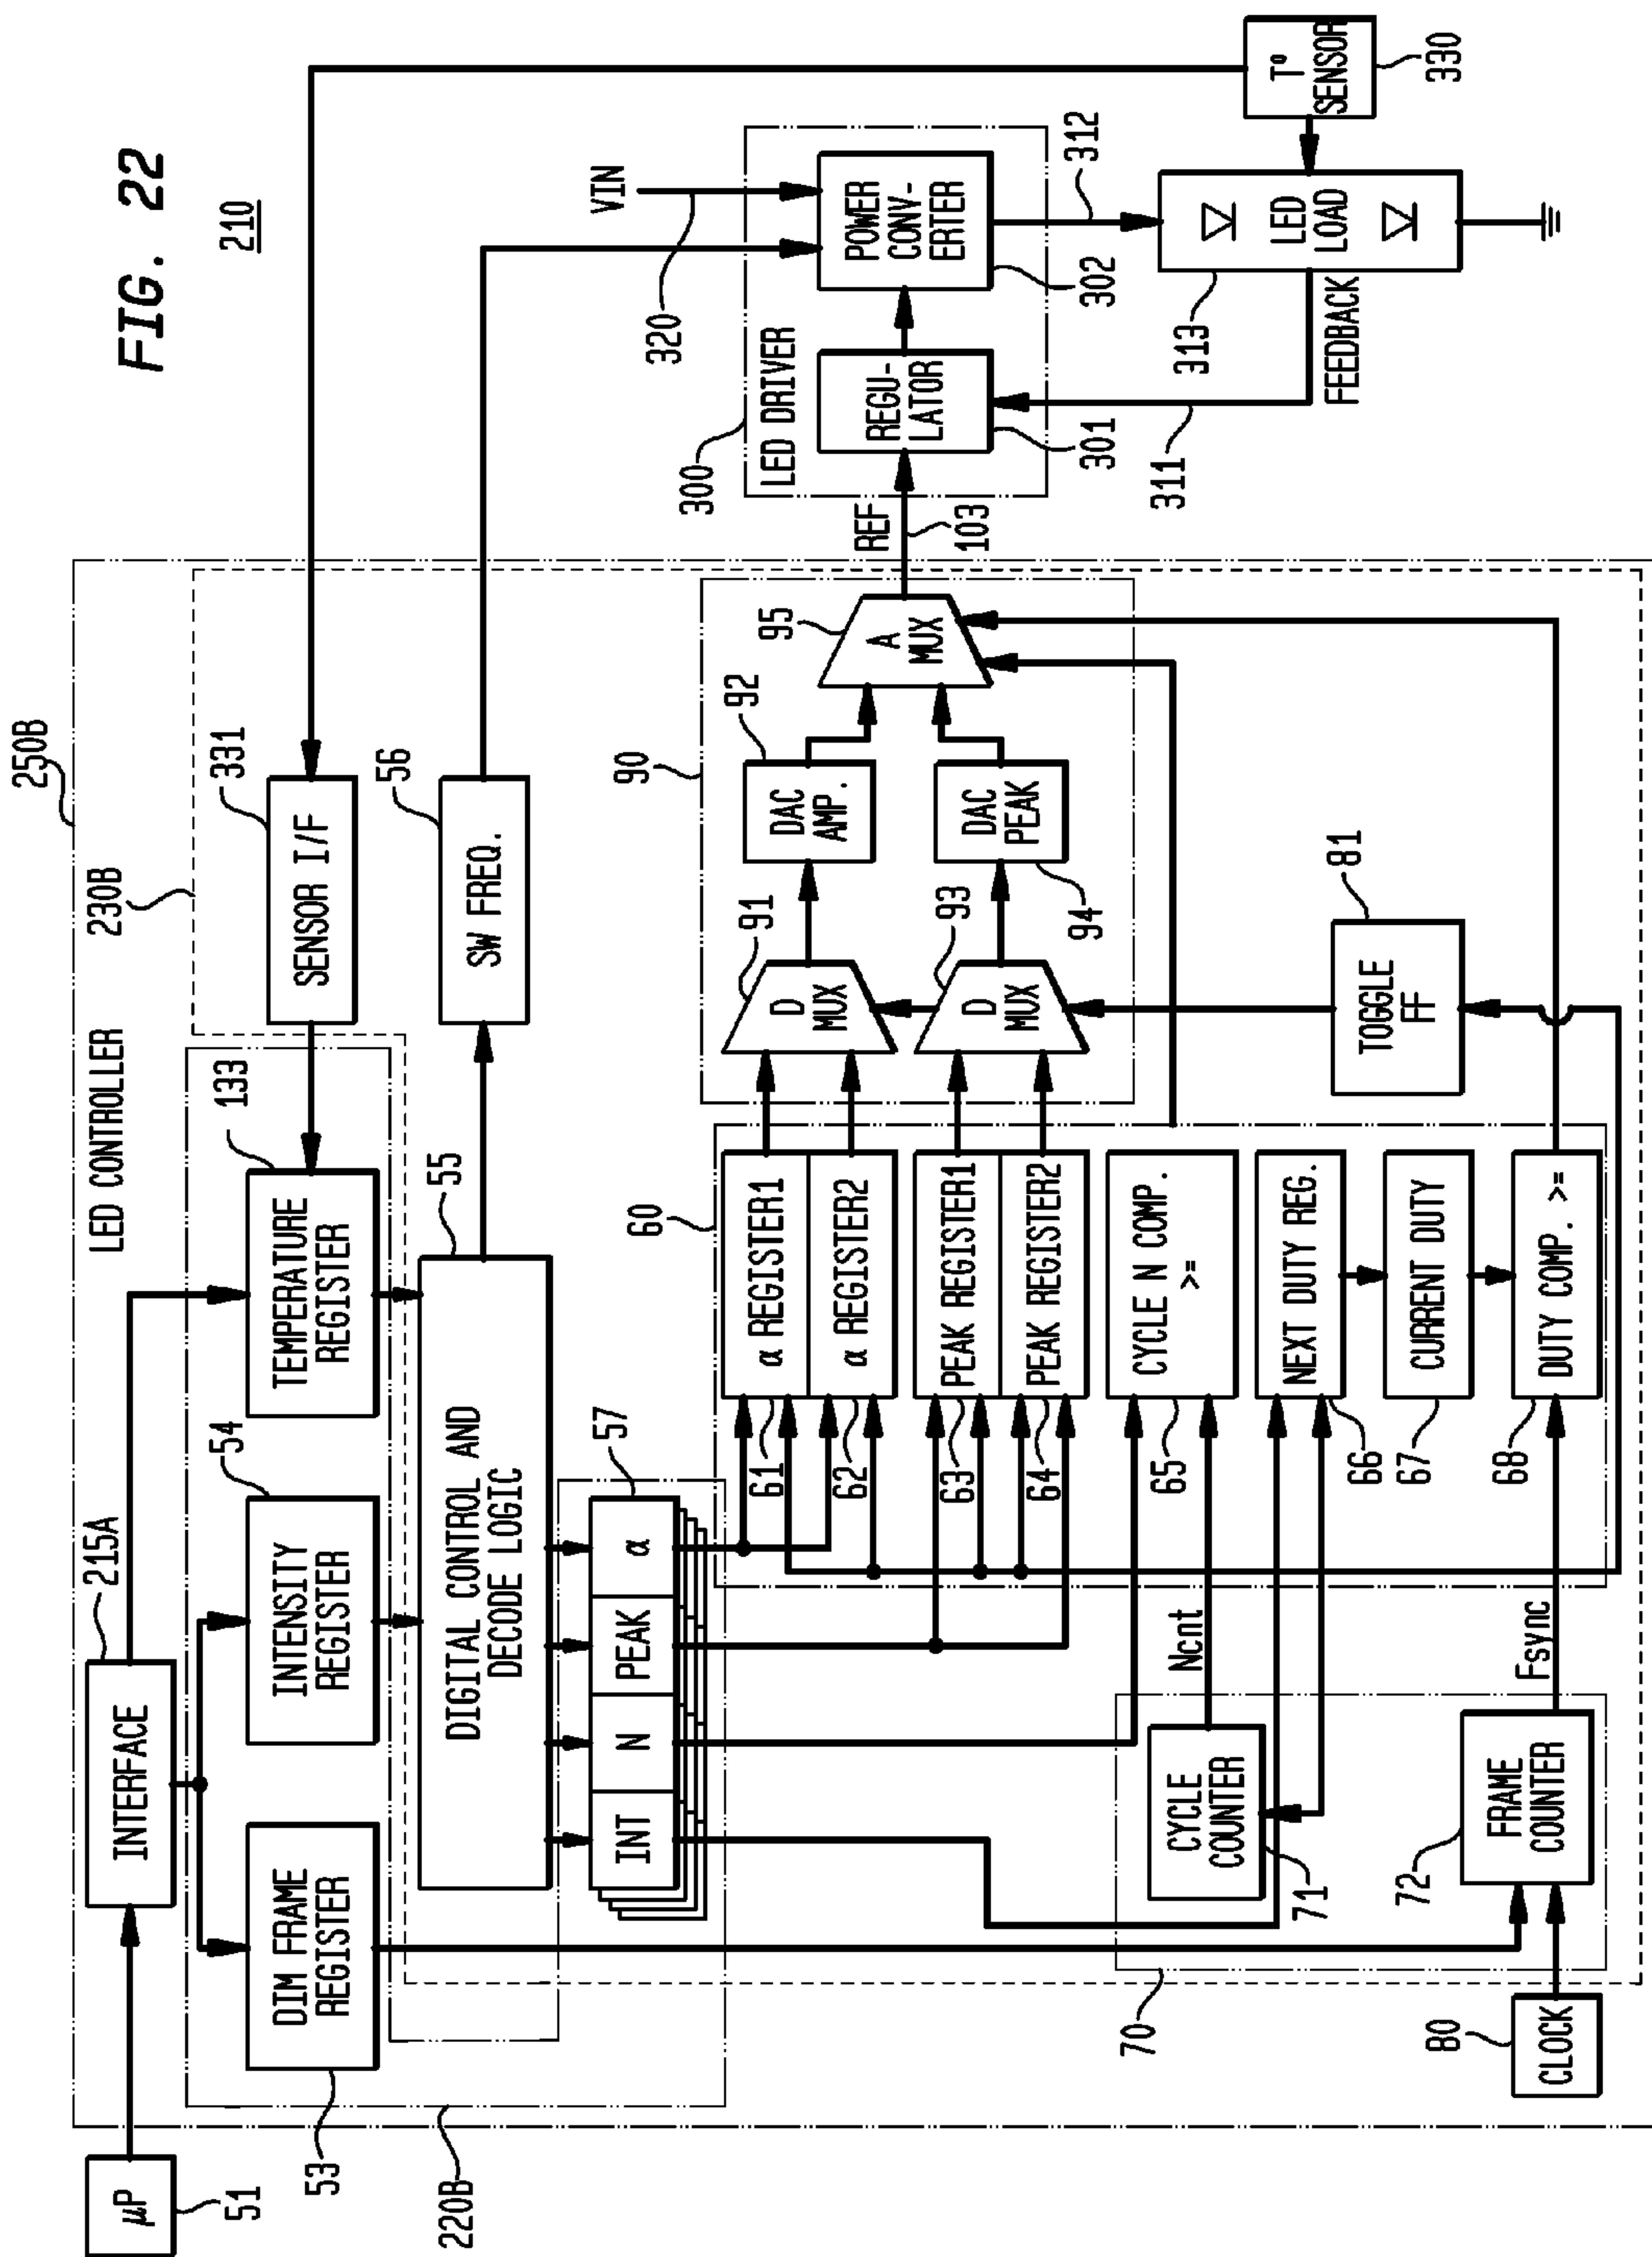 FIG. 22
210
250B
LED CONTROLLER
230B
µP
51
INTERFACE
215A
220B
DIM FRAME
REGISTER
53
INTENSITY
REGISTER
54
TEMPERATURE
REGISTER
133
SENSOR I/F
331
DIGITAL CONTROL AND
DECODE LOGIC
55
SW FREQ.
56
INT
N
PEAK
α
57
60
α REGISTER1
61
α REGISTER2
62
PEAK REGISTER1
63
PEAK REGISTER2
64
CYCLE N COMP.
>=
65
NEXT DUTY REG.
66
CURRENT DUTY
67
DUTY COMP. >=
68
Ncnt
Fsync
70
CYCLE
COUNTER
71
FRAME
COUNTER
72
CLOCK
80
TOGGLE
FF
81
90
D
MUX
91
DAC
AMP.
92
D
MUX
93
DAC
PEAK
94
A
MUX
95
REF
103
300
LED DRIVER
REGU-
LATOR
301
POWER
CONV-
ERTER
302
VIN
320
311
312
FEEDBACK
LED
LOAD
313
T°
SENSOR
330